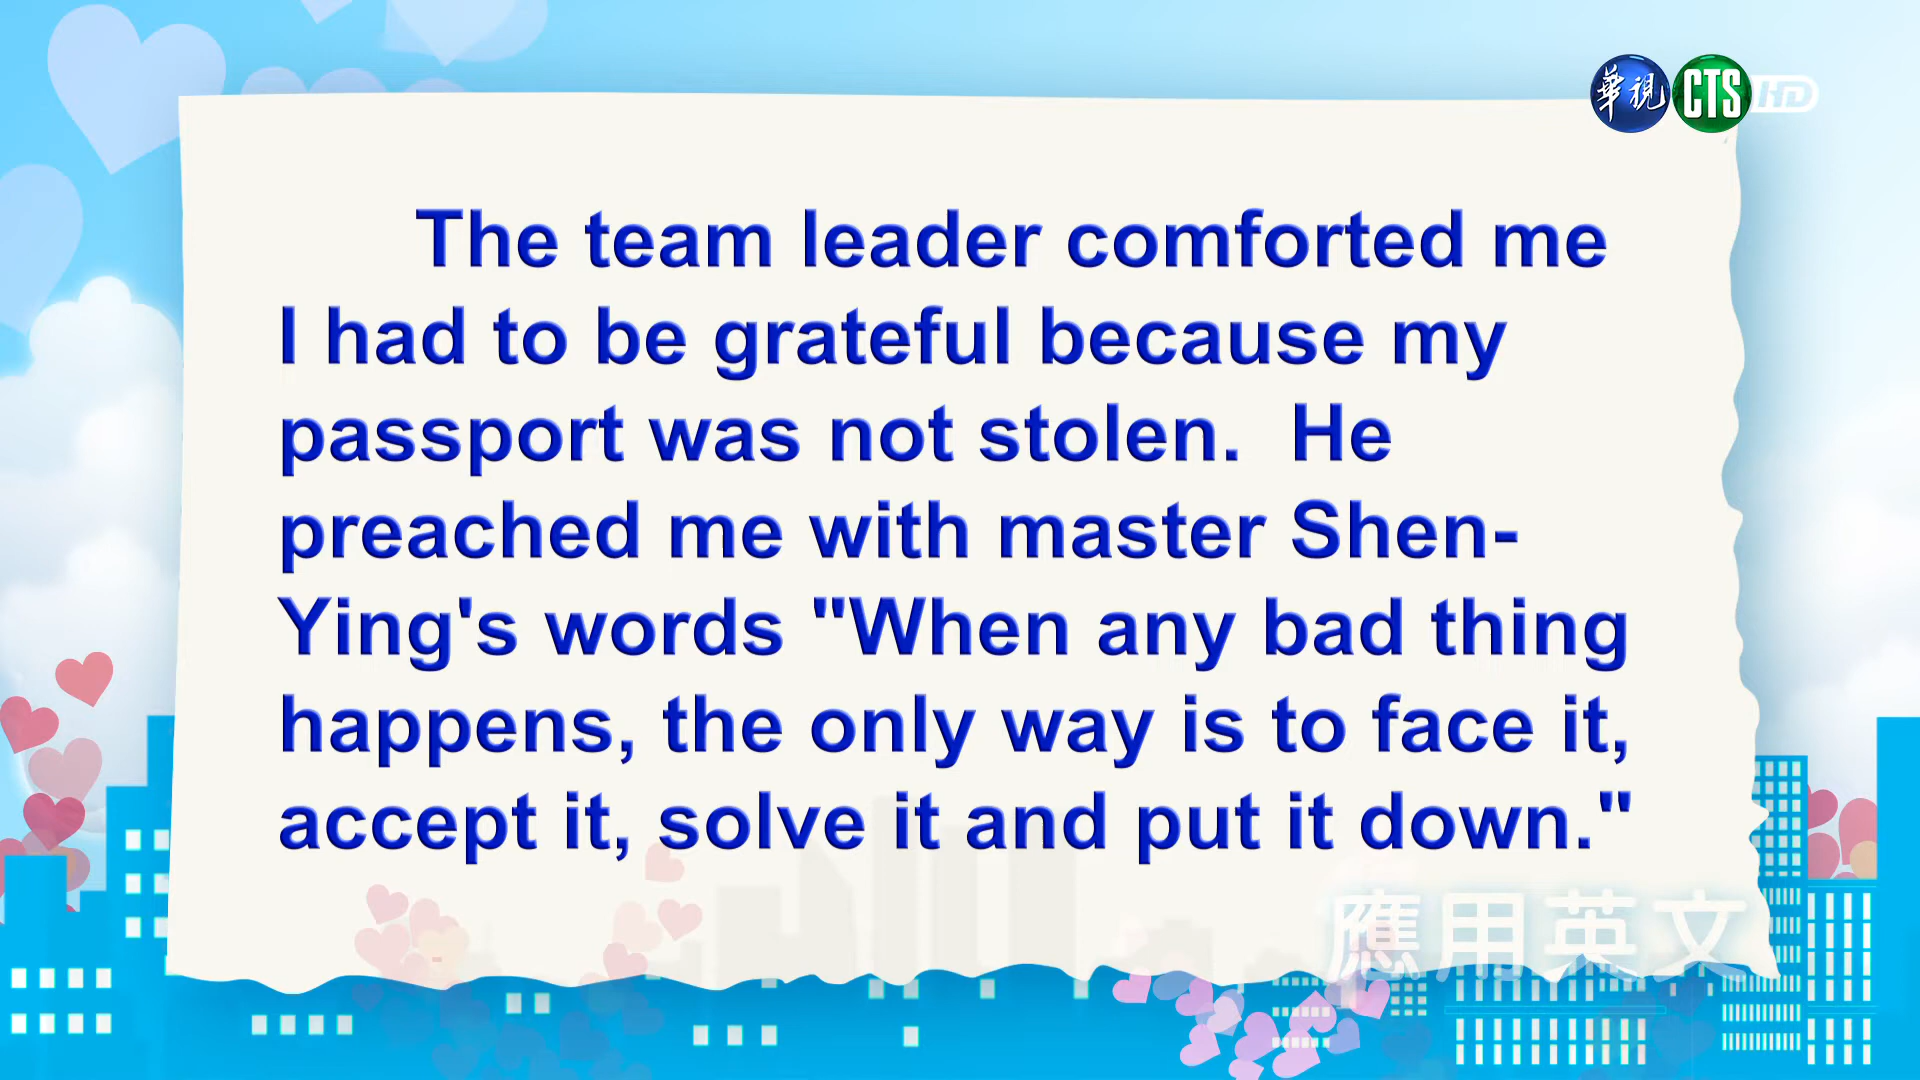 華視 CTS HD
The team leader comforted me
I had to be grateful because my
passport was not stolen.  He
preached me with master Shen-
Ying's words "When any bad thing
happens, the only way is to face it,
accept it, solve it and put it down."
應用英文